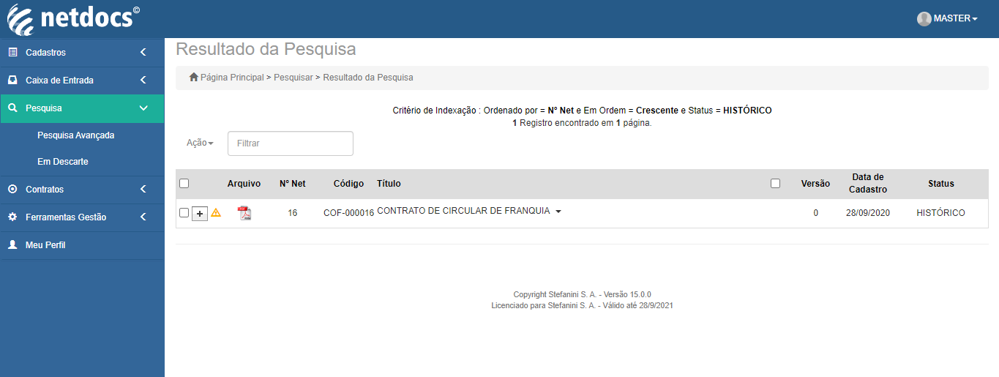 netdocs©
MASTER
Cadastros
Caixa de Entrada
Pesquisa
Pesquisa Avançada
Em Descarte
Contratos
Ferramentas Gestão
Meu Perfil
Resultado da Pesquisa
Página Principal > Pesquisar > Resultado da Pesquisa
Critério de Indexação : Ordenado por = Nº Net e Em Ordem = Crescente e Status = HISTÓRICO
1 Registro encontrado em 1 página.
Ação Filtrar
Arquivo Nº Net Código Título Versão Data de Cadastro Status
16 COF-000016 CONTRATO DE CIRCULAR DE FRANQUIA 0 28/09/2020 HISTÓRICO
Copyright Stefanini S. A. - Versão 15.0.0
Licenciado para Stefanini S. A. - Válido até 28/9/2021